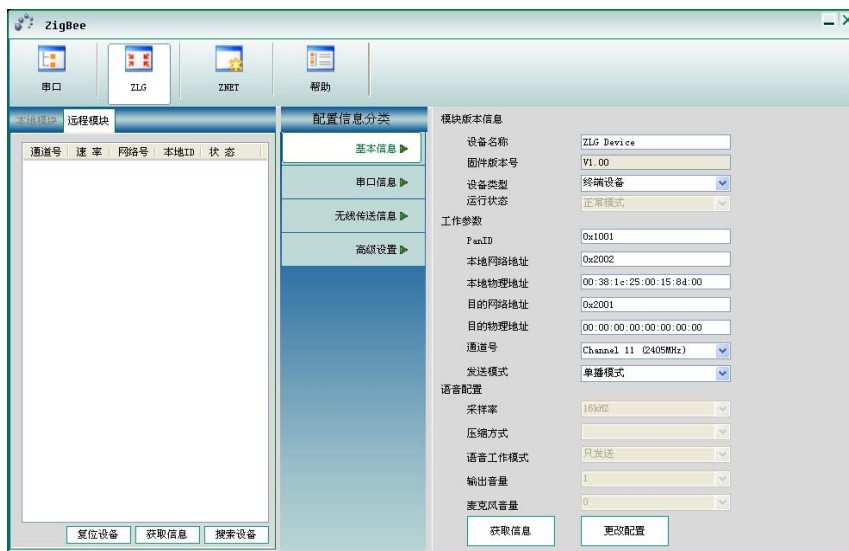 ZigBee
串口
ZLG
ZNET
帮助
本地模块 远程模块
通道号 速 率 网络号 本地ID 状 态
复位设备 获取信息 搜索设备
配置信息分类
基本信息
串口信息
无线传送信息
高级设置
模块版本信息
设备名称 ZLG Device
固件版本号 V1.00
设备类型 终端设备
运行状态 正常模式
工作参数
PanID 0x1001
本地网络地址 0x2002
本地物理地址 00:38:1c:25:00:15:8d:00
目的网络地址 0x2001
目的物理地址 00:00:00:00:00:00:00:00
通道号 Channel 11 (2405MHz)
发送模式 单播模式
语音配置
采样率 16kHZ
压缩方式
语音工作模式 只发送
输出音量 1
麦克风音量 0
获取信息 更改配置